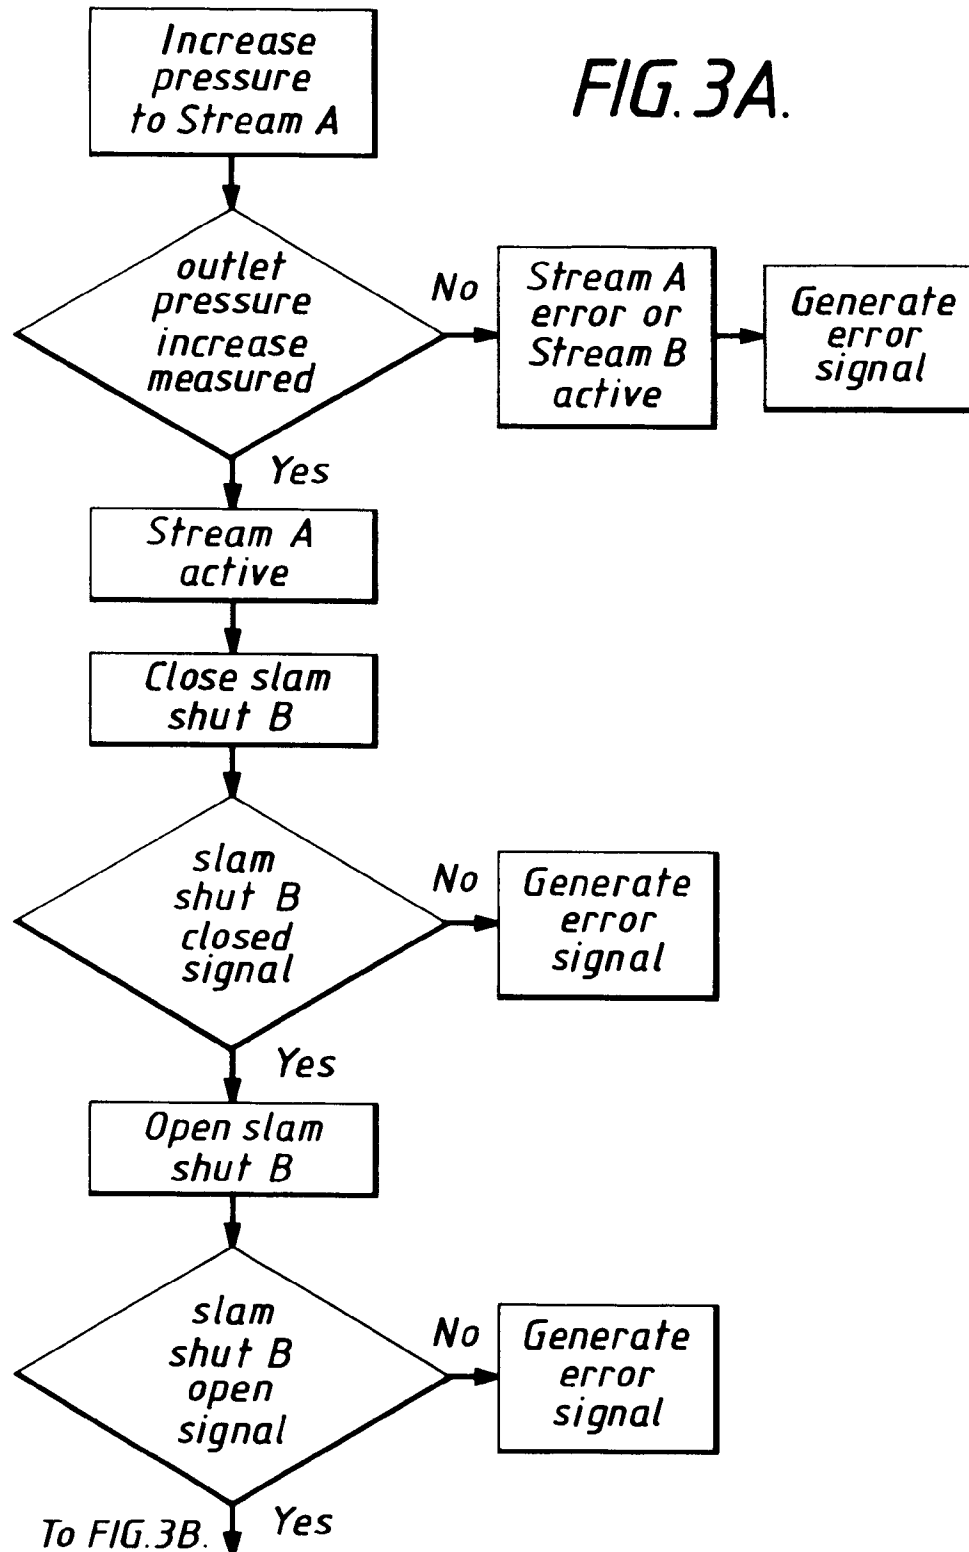 Increase
pressure
to Stream A
FIG. 3A.
outlet
pressure
increase
measured
No
Stream A
error or
Stream B
active
Generate
error
signal
Yes
Stream A
active
Close slam
shut B
slam
shut B
closed
signal
No
Generate
error
signal
Yes
Open slam
shut B
slam
shut B
open
signal
No
Generate
error
signal
Yes
To FIG.3B.